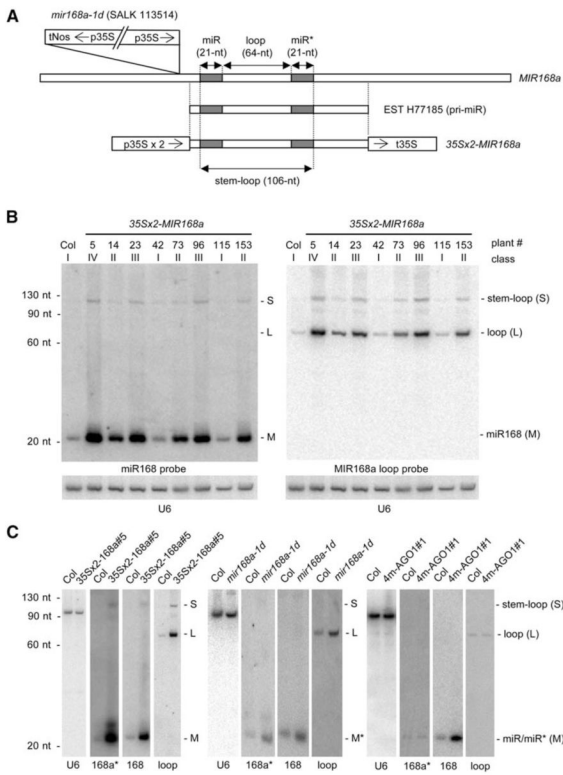 A
mir168a-1d (SALK 113514)
tNos ←p35S p35S →
miR (21-nt) loop (64-nt) miR* (21-nt)
MIR168a
EST H77185 (pri-miR)
p35S x 2 → → t35S 35Sx2-MIR168a
stem-loop (106-nt)
B
35Sx2-MIR168a 35Sx2-MIR168a
Col 5 14 23 42 73 96 115 153 Col 5 14 23 42 73 96 115 153 plant #
I IV II III I II III I II I IV II III I II III I II class
130 nt - - S - stem-loop (S)
90 nt -
- L - loop (L)
60 nt -
20 nt - - M - miR168 (M)
miR168 probe MIR168a loop probe
U6 U6
C
Col 35Sx2-168a#5 Col 35Sx2-168a#5 Col 35Sx2-168a#5 Col 35Sx2-168a#5 Col mir168a-1d Col mir168a-1d Col mir168a-1d Col mir168a-1d Col 4m-AGO1#1 Col 4m-AGO1#1 Col 4m-AGO1#1 Col 4m-AGO1#1
130 nt - - S - S - stem-loop (S)
90 nt -
60 nt - - L - L - loop (L)
20 nt - - M - M* - miR/miR* (M)
U6 168a* 168 loop U6 168a* 168 loop U6 168a* 168 loop